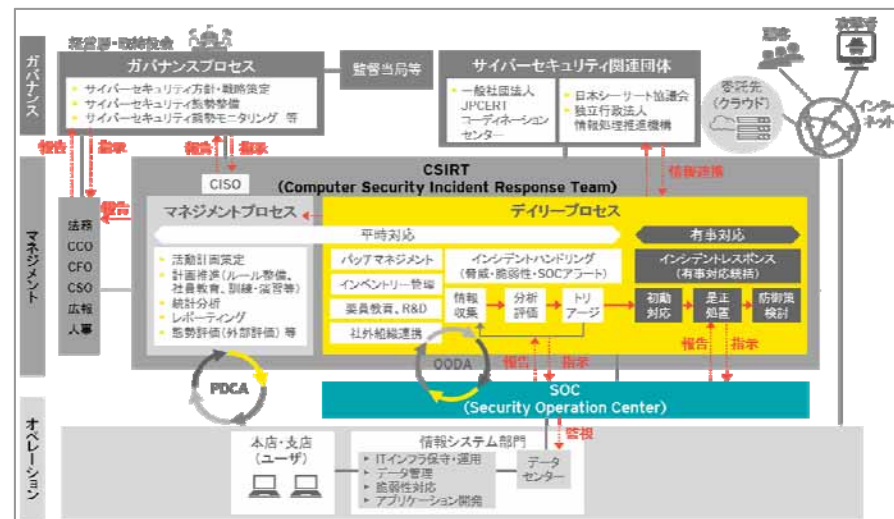 ガバナンス
経営層・取締役会
ガバナンスプロセス
サイバーセキュリティ方針・戦略策定
サイバーセキュリティ態勢整備
サイバーセキュリティ態勢モニタリング 等
監督当局等
サイバーセキュリティ関連団体
一般社団法人
JPCERT
コーディネーション
センター
日本シーサート協議会
独立行政法人
情報処理推進機構
顧客
攻撃者
委託先
(クラウド)
インター
ネット
報告
指示
報告
指示
情報連携
マネジメント
CISO
CSIRT
(Computer Security Incident Response Team)
報告
法務
CCO
CFO
CSO
広報
人事
マネジメントプロセス
デイリープロセス
平時対応
有事対応
活動計画策定
計画推進(ルール整備、
社員教育、訓練・演習等)
統計分析
レポーティング
態勢評価(外部評価)等
パッチマネジメント
インベントリー管理
要員教育、R&D
社外組織連携
インシデントハンドリング
(脅威・脆弱性・SOCアラート)
情報
収集
分析
評価
トリ
アージ
インシデントレスポンス
(有事対応統括)
初動
対応
是正
処置
防御策
検討
PDCA
OODA
報告
指示
報告
指示
SOC
(Security Operation Center)
監視
オペレーション
本店・支店
(ユーザ)
情報システム部門
ITインフラ保守・運用
データ管理
脆弱性対応
アプリケーション開発
データ
センター